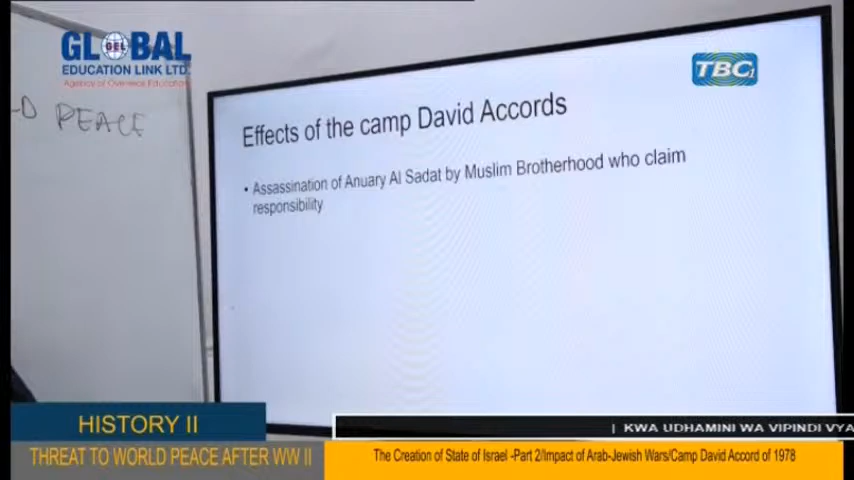 GLOBAL
GEL
EDUCATION LINK LTD.
Agency of Overseas Education
TBC1
PEACE
Effects of the camp David Accords
• Assassination of Anuary Al Sadat by Muslim Brotherhood who claim
responsibility
HISTORY II
| KWA UDHAMINI WA VIPINDI VYA
THREAT TO WORLD PEACE AFTER WW II
The Creation of State of Israel -Part 2/Impact of Arab-Jewish Wars/Camp David Accord of 1978